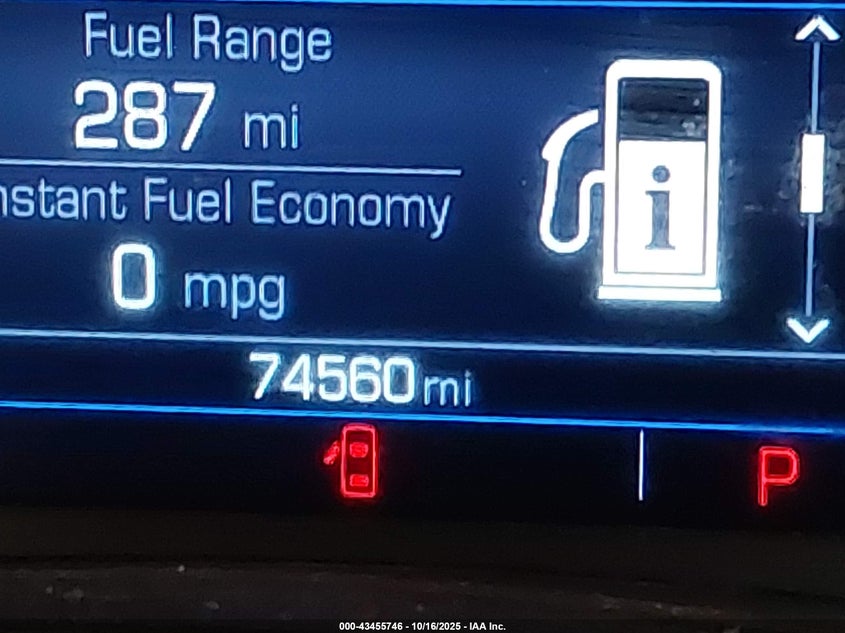 Fuel Range
287 mi
nstant Fuel Economy
0 mpg
i
74560 mi
P
000-43455746 - 10/16/2025 - IAA Inc.